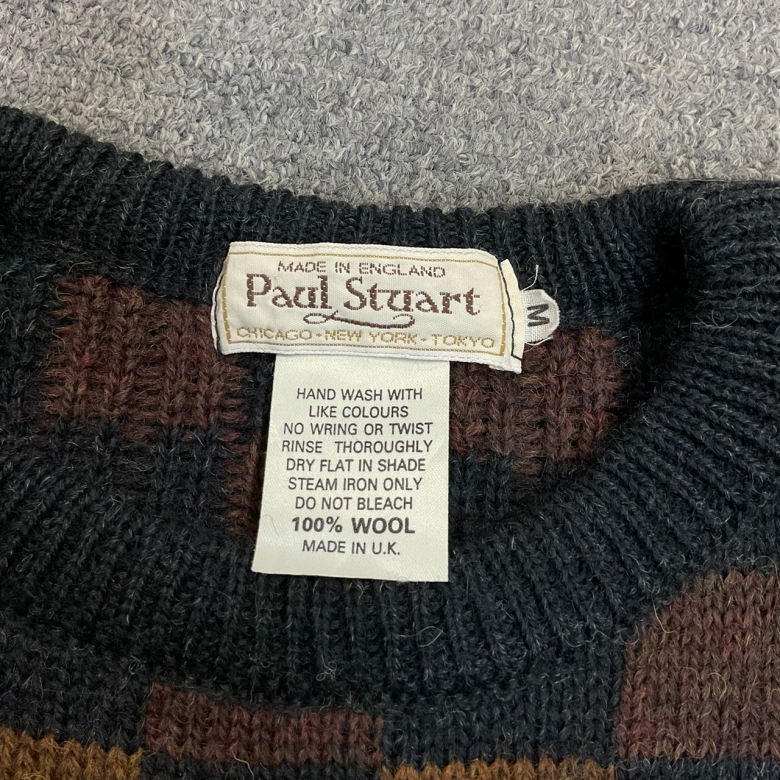 MADE IN ENGLAND
Paul Stuart
CHICAGO - NEW YORK - TOKYO
M
HAND WASH WITH
LIKE COLOURS
NO WRING OR TWIST
RINSE THOROUGHLY
DRY FLAT IN SHADE
STEAM IRON ONLY
DO NOT BLEACH
100% WOOL
MADE IN U.K.